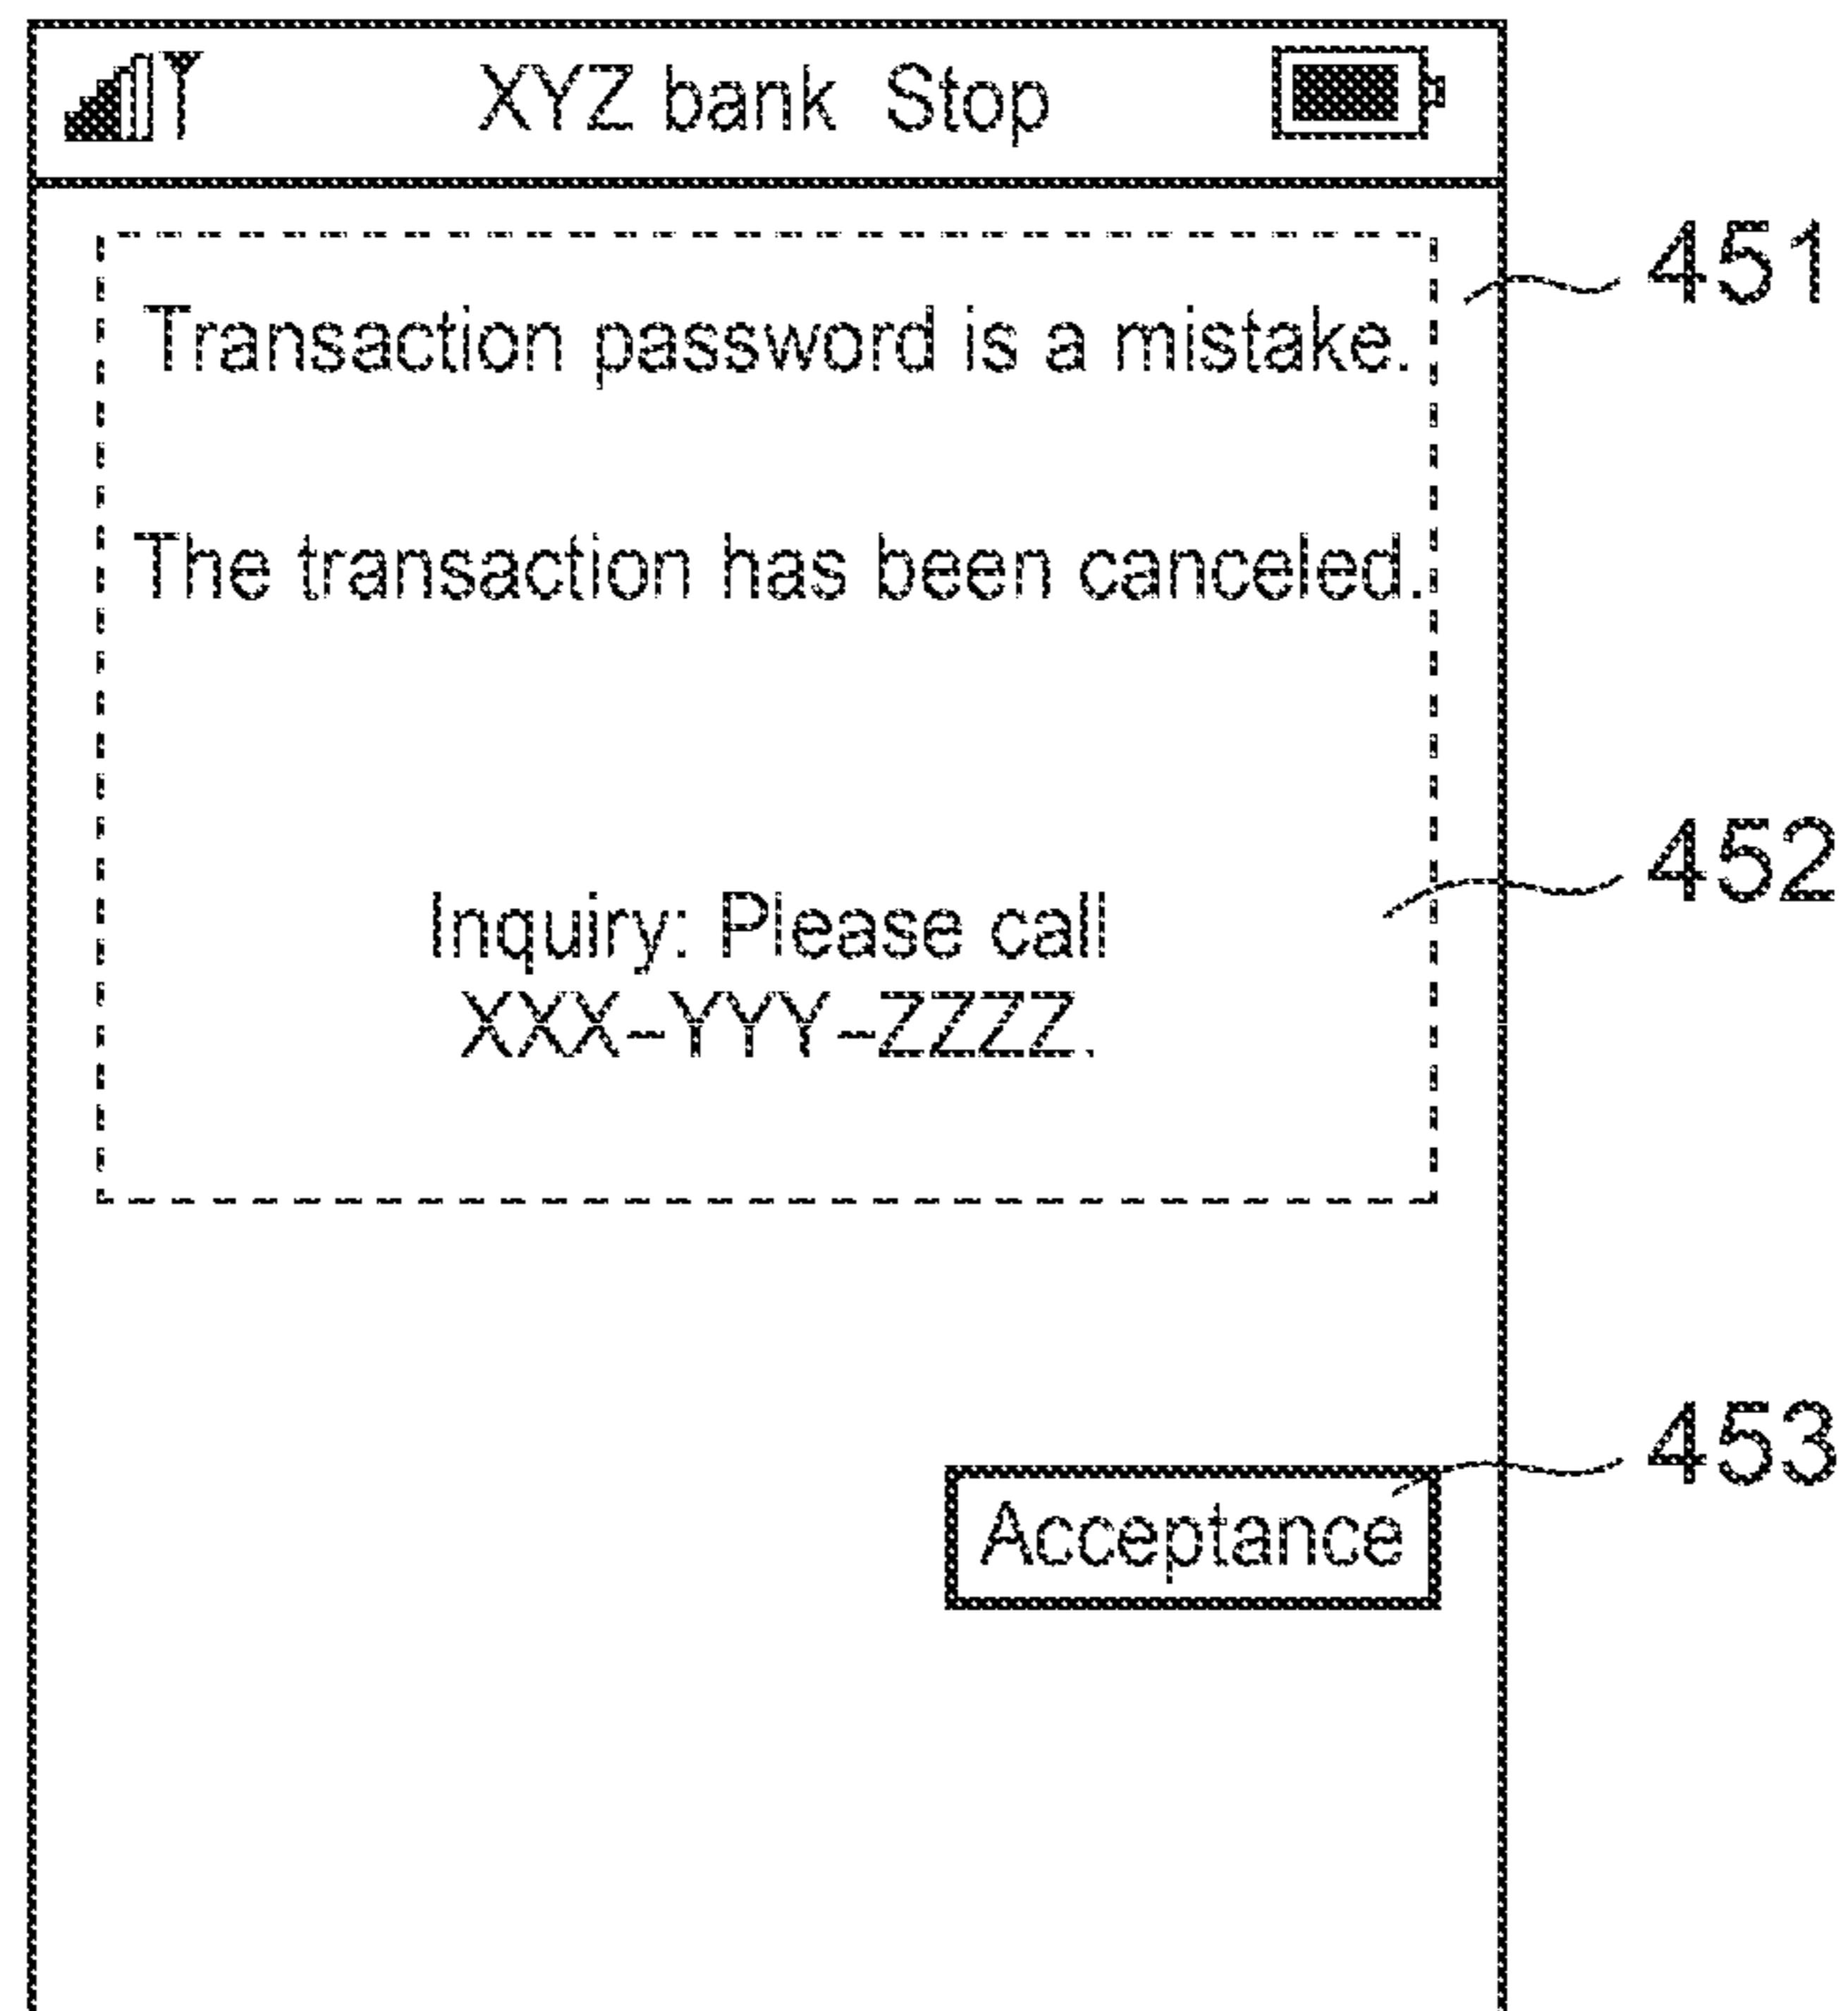 XYZ bank Stop
451
Transaction password is a mistake.
The transaction has been canceled.
452
Inquiry: Please call
XXX-YYY-ZZZZ.
453
Acceptance